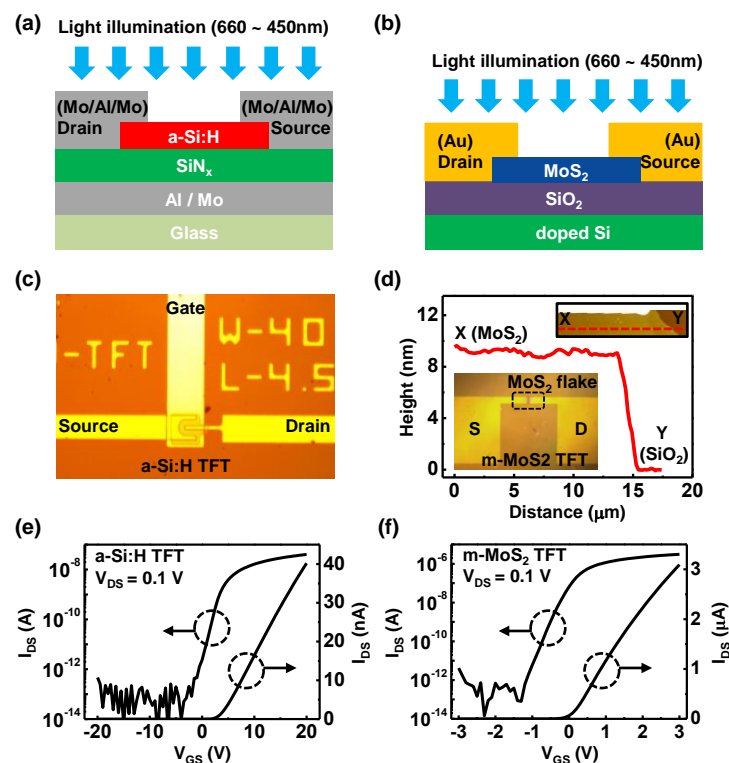 (a)
Light illumination (660 ~ 450nm)
(Mo/Al/Mo)
Drain
(Mo/Al/Mo)
Source
a-Si:H
SiNx
Al / Mo
Glass
(b)
Light illumination (660 ~ 450nm)
(Au)
Drain
(Au)
Source
MoS2
SiO2
doped Si
(c)
Gate
-TFT
W-40
L-4.5
Source
Drain
a-Si:H TFT
(d)
Height (nm)
12
9
6
3
0
X (MoS2)
X
Y
MoS2 flake
S
D
m-MoS2 TFT
Y
(SiO2)
0
5
10
15
20
Distance (μm)
(e)
a-Si:H TFT
VDS = 0.1 V
IDS (A)
10-8
10-10
10-12
10-14
IDS (nA)
40
30
20
10
0
-20
-10
0
10
20
VGS (V)
(f)
m-MoS2 TFT
VDS = 0.1 V
IDS (A)
10-6
10-8
10-10
10-12
10-14
IDS (μA)
3
2
1
0
-3
-2
-1
0
1
2
3
VGS (V)